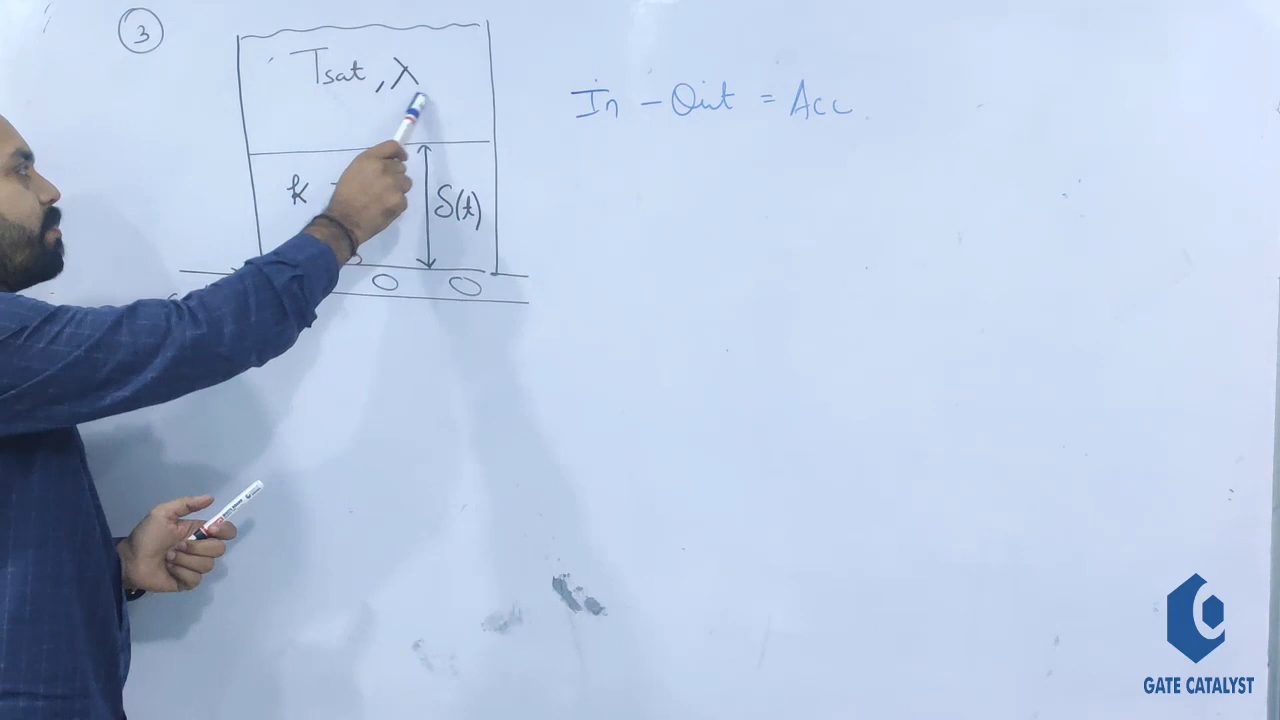 3
Tsat, λ
In - Out = Acc
k
δ(t)
GATE CATALYST